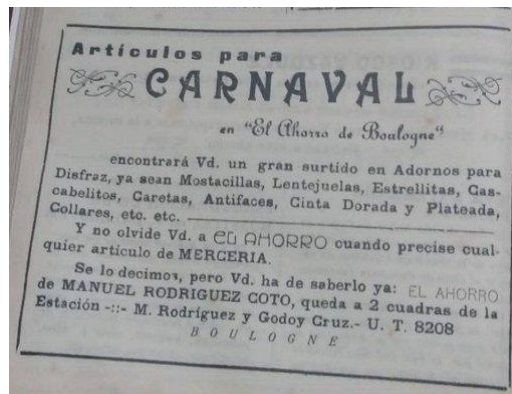 Artículos para
CARNAVAL
en "El Ahorro de Boulogne"
encontrará Vd. un gran surtido en Adornos para
Disfraz, ya sean Mostacillas, Lentejuelas, Estrellitas, Cas-
cabelitos, Caretas, Antifaces, Cinta Dorada y Plateada,
Collares, etc. etc.
Y no olvide Vd. a EL AHORRO cuando precise cual-
quier artículo de MERCERIA.
Se lo decimos, pero Vd. ha de saberlo ya: EL AHORRO
de MANUEL RODRIGUEZ COTO, queda a 2 cuadras de la
Estación -::- M. Rodríguez y Godoy Cruz.- U. T. 8208
BOULOGNE